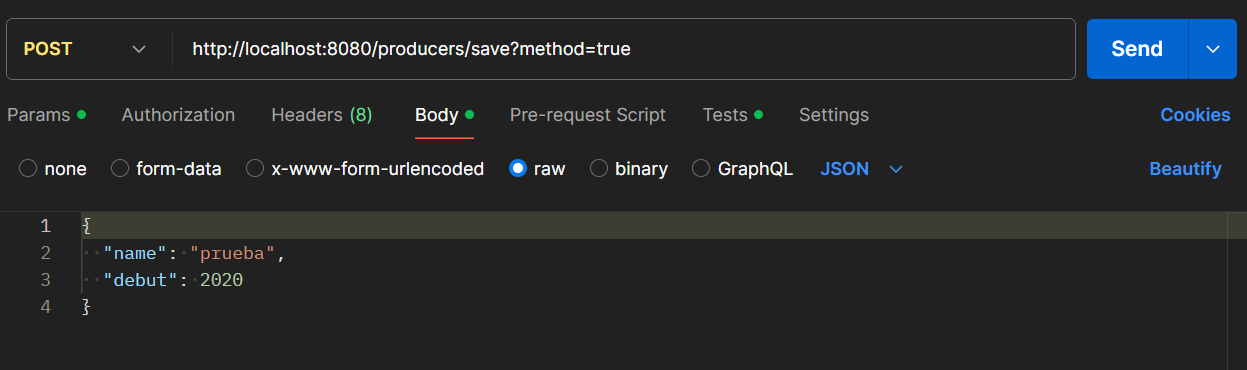 POST http://localhost:8080/producers/save?method=true Send
Params Authorization Headers (8) Body Pre-request Script Tests Settings Cookies
none form-data x-www-form-urlencoded raw binary GraphQL JSON Beautify
1 {
2 "name": "prueba",
3 "debut": 2020
4 }